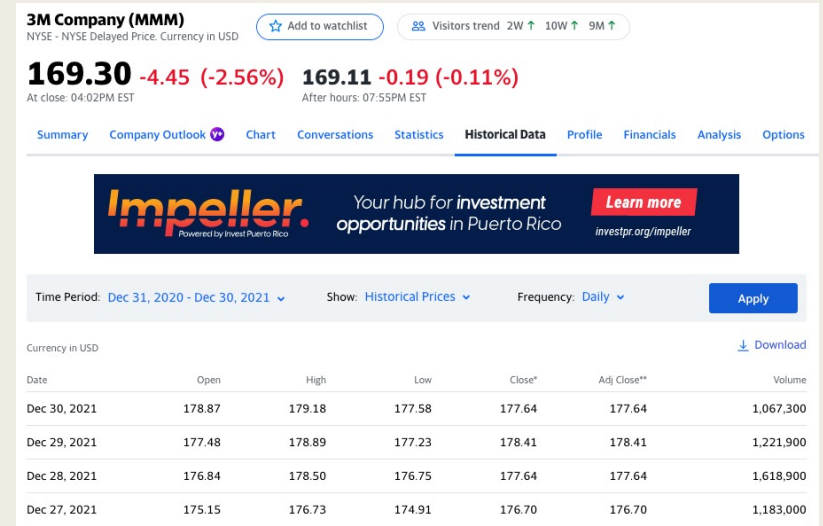 3M Company (MMM)
NYSE - NYSE Delayed Price. Currency in USD
Add to watchlist
Visitors trend 2W ↑ 10W ↑ 9M ↑
169.30 -4.45 (-2.56%) 169.11 -0.19 (-0.11%)
At close: 04:02PM EST After hours: 07:55PM EST
Summary Company Outlook Y+ Chart Conversations Statistics Historical Data Profile Financials Analysis Options
Impeller.
Powered by Invest Puerto Rico
Your hub for investment
opportunities in Puerto Rico
Learn more
investpr.org/impeller
Time Period: Dec 31, 2020 - Dec 30, 2021 Show: Historical Prices Frequency: Daily Apply
Currency in USD Download
Date Open High Low Close* Adj Close** Volume
Dec 30, 2021 178.87 179.18 177.58 177.64 177.64 1,067,300
Dec 29, 2021 177.48 178.89 177.23 178.41 178.41 1,221,900
Dec 28, 2021 176.84 178.50 176.75 177.64 177.64 1,618,900
Dec 27, 2021 175.15 176.73 174.91 176.70 176.70 1,183,000